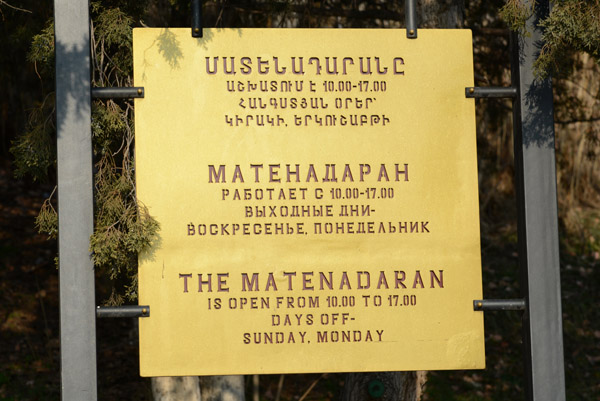 ՄԱՏԵՆԱԴԱՐԱՆԸ
ԱՇԽԱՏՈՒՄ Է 10.00-17.00
ՀԱՆԳՍՏՅԱՆ ՕՐԵՐ՝
ԿԻՐԱԿԻ, ԵՐԿՈՒՇԱԲԹԻ
МАТЕНАДАРАН
РАБОТАЕТ С 10.00-17.00
ВЫХОДНЫЕ ДНИ-
ВОСКРЕСЕНЬЕ, ПОНЕДЕЛЬНИК
THE MATENADARAN
IS OPEN FROM 10.00 TO 17.00
DAYS OFF-
SUNDAY, MONDAY